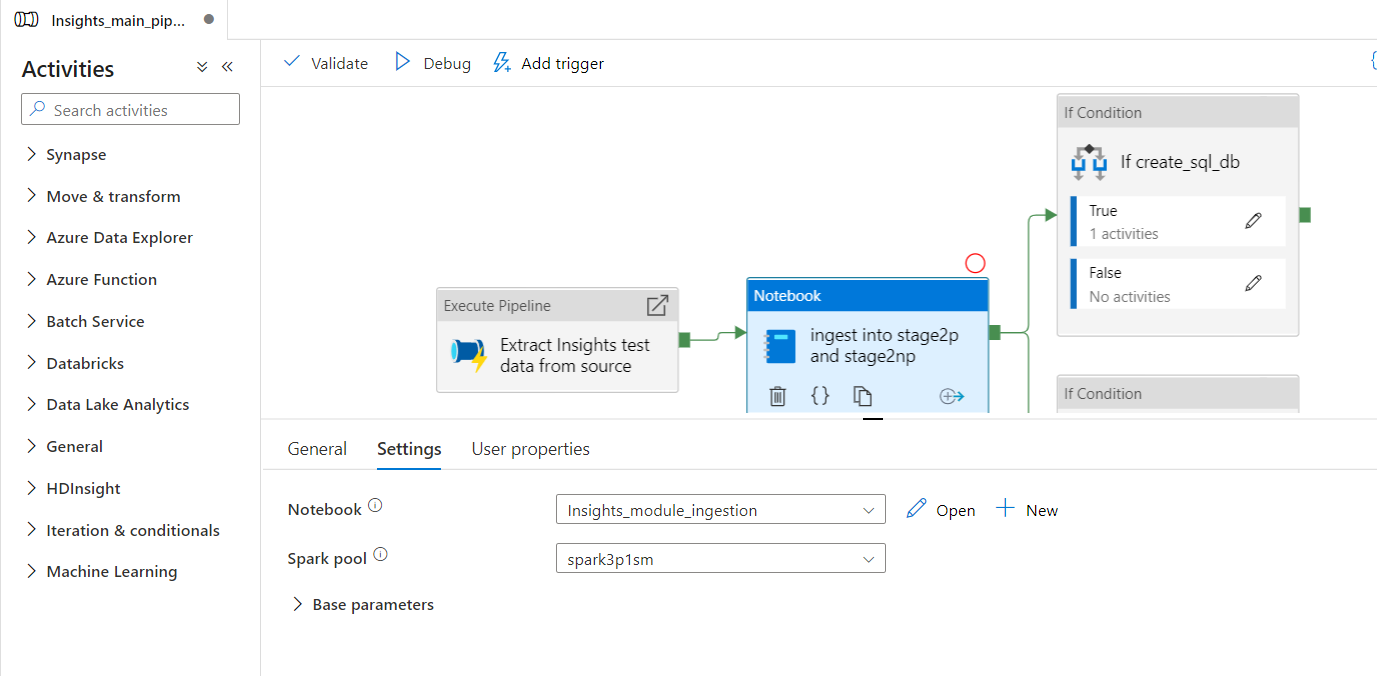 Insights_main_pip...
Activities
Search activities
Synapse
Move & transform
Azure Data Explorer
Azure Function
Batch Service
Databricks
Data Lake Analytics
General
HDInsight
Iteration & conditionals
Machine Learning
Validate
Debug
Add trigger
Execute Pipeline
Extract Insights test
data from source
Notebook
ingest into stage2p
and stage2np
{}
If Condition
If create_sql_db
True
1 activities
False
No activities
If Condition
General
Settings
User properties
Notebook
Insights_module_ingestion
Open
New
Spark pool
spark3p1sm
Base parameters